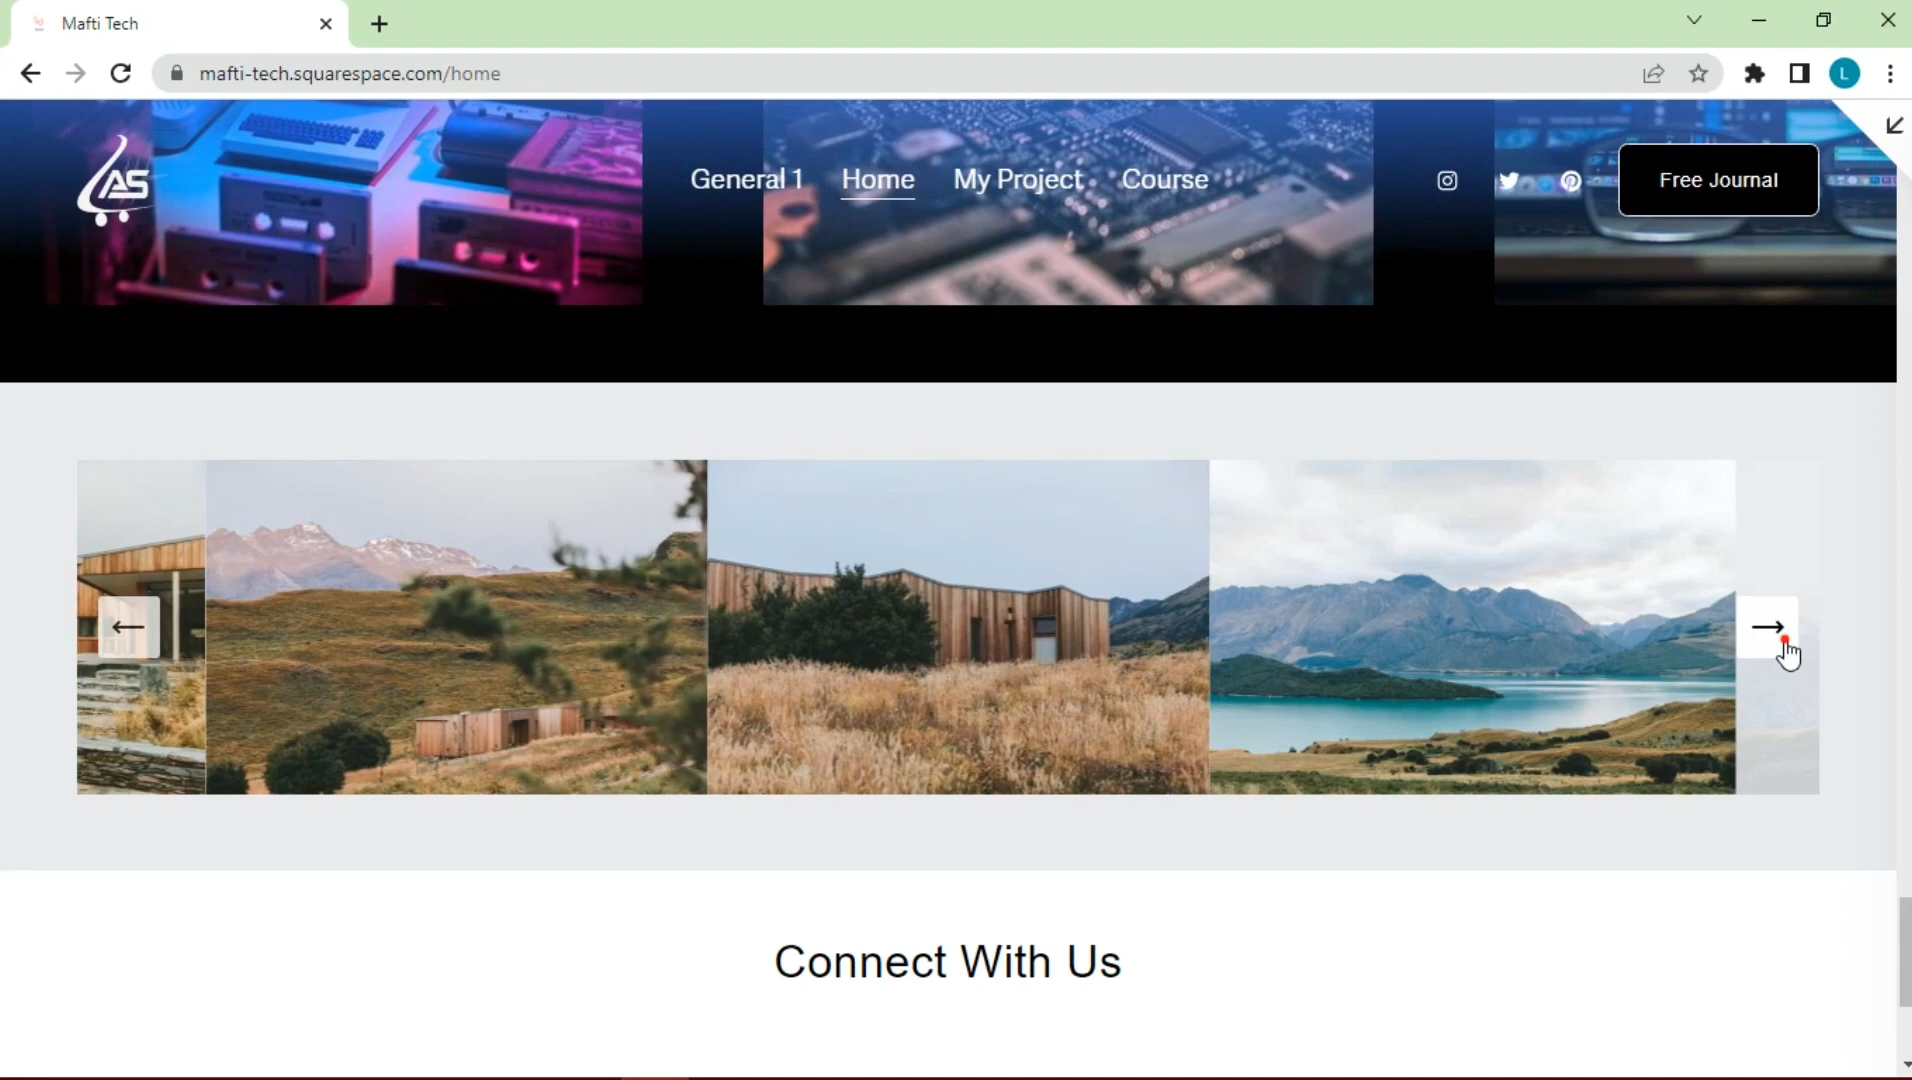 Mafti Tech
mafti-tech.squarespace.com/home
L
AS
General 1 Home My Project Course
Free Journal
Connect With Us